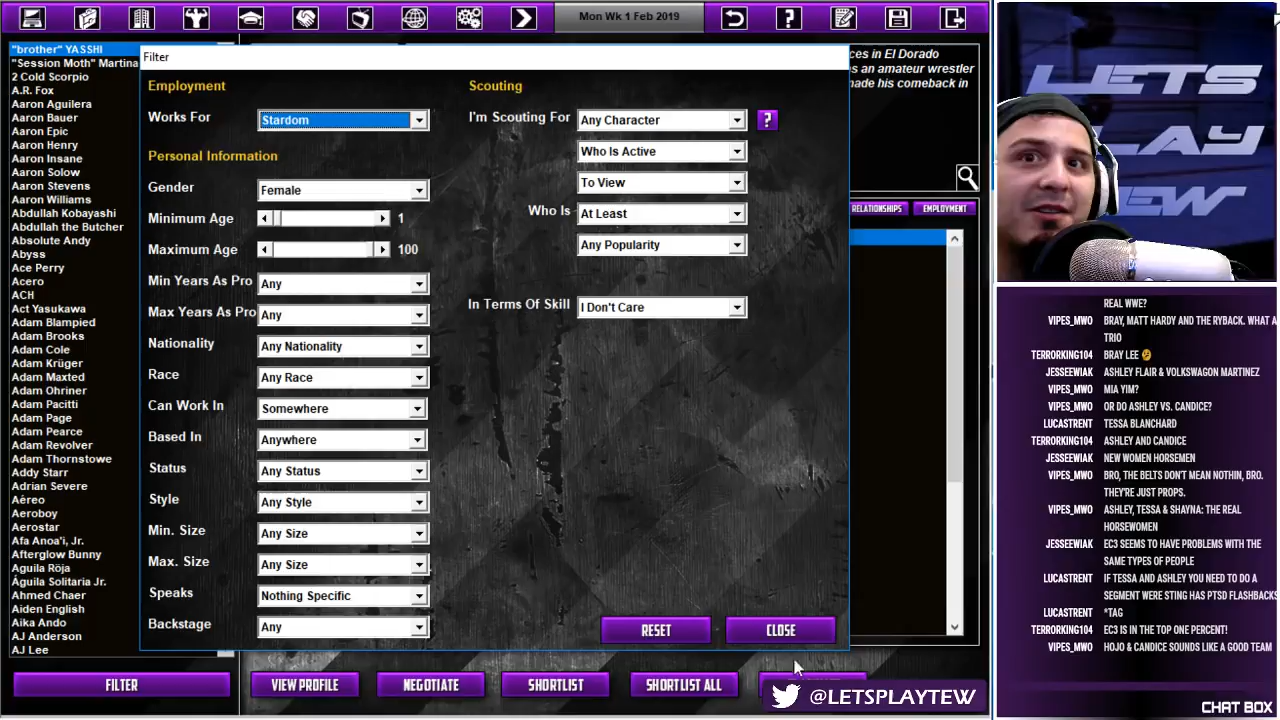 Mon Wk 1 Feb 2019
"brother" YASSHI
"Session Moth" Martina
2 Cold Scorpio
A.R. Fox
Aaron Aguilera
Aaron Bauer
Aaron Epic
Aaron Henry
Aaron Insane
Aaron Solow
Aaron Stevens
Aaron Williams
Abdullah Kobayashi
Abdullah the Butcher
Absolute Andy
Abyss
Ace Perry
Acero
ACH
Act Yasukawa
Adam Blampied
Adam Brooks
Adam Cole
Adam Krüger
Adam Maxted
Adam Ohriner
Adam Pacitti
Adam Page
Adam Pearce
Adam Revolver
Adam Thornstowe
Addy Starr
Adrian Severe
Aéreo
Aeroboy
Aerostar
Afa Anoa'i, Jr.
Afterglow Bunny
Aguila Röja
Águila Solitaria Jr.
Ahmed Chaer
Aiden English
Aika Ando
AJ Anderson
AJ Lee
FILTER
Filter
Employment
Works For Stardom
Personal Information
Gender Female
Minimum Age 1
Maximum Age 100
Min Years As Pro Any
Max Years As Pro Any
Nationality Any Nationality
Race Any Race
Can Work In Somewhere
Based In Anywhere
Status Any Status
Style Any Style
Min. Size Any Size
Max. Size Any Size
Speaks Nothing Specific
Backstage Any
Scouting
I'm Scouting For Any Character ?
Who Is Active
To View
Who Is At Least
Any Popularity
In Terms Of Skill I Don't Care
RESET CLOSE
ces in El Dorado
s an amateur wrestler
nade his comeback in
RELATIONSHIPS EMPLOYMENT
VIEW PROFILE NEGOTIATE SHORTLIST SHORTLIST ALL
@LETSPLAYTEW
LETS
PLAY
TEW
REAL WWE?
VIPES_MWO BRAY, MATT HARDY AND THE RYBACK. WHAT A
TRIO
TERRORKING104 BRAY LEE 🤔
JESSEEWIAK ASHLEY FLAIR & VOLKSWAGON MARTINEZ
VIPES_MWO MIA YIM?
VIPES_MWO OR DO ASHLEY VS. CANDICE?
LUCASTRENT TESSA BLANCHARD
TERRORKING104 ASHLEY AND CANDICE
JESSEEWIAK NEW WOMEN HORSEMEN
VIPES_MWO BRO, THE BELTS DON'T MEAN NOTHIN, BRO.
THEY'RE JUST PROPS.
VIPES_MWO ASHLEY, TESSA & SHAYNA: THE REAL
HORSEWOMEN
JESSEEWIAK EC3 SEEMS TO HAVE PROBLEMS WITH THE
SAME TYPES OF PEOPLE
LUCASTRENT IF TESSA AND ASHLEY YOU NEED TO DO A
SEGMENT WERE STING HAS PTSD FLASHBACKS
LUCASTRENT *TAG
TERRORKING104 EC3 IS IN THE TOP ONE PERCENT!
VIPES_MWO HOJO & CANDICE SOUNDS LIKE A GOOD TEAM
CHAT BOX